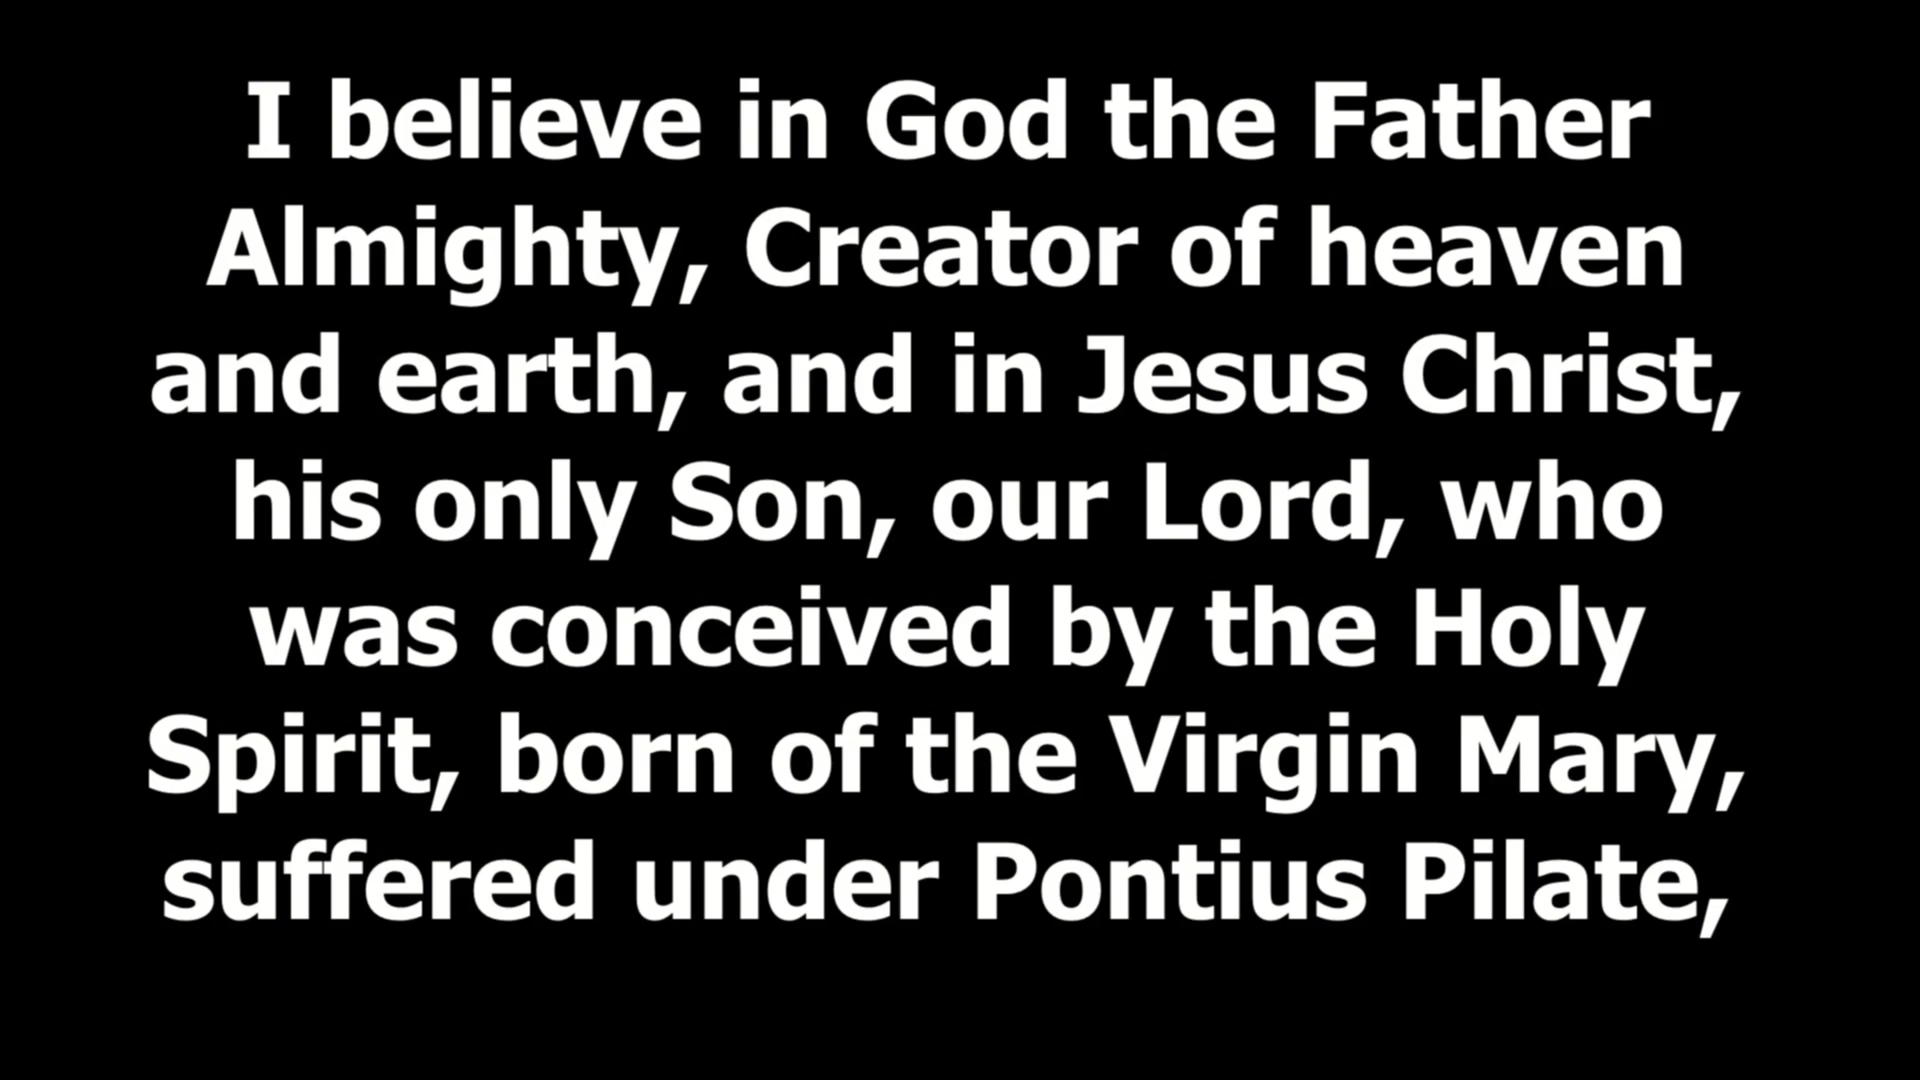 I believe in God the Father
Almighty, Creator of heaven
and earth, and in Jesus Christ,
his only Son, our Lord, who
was conceived by the Holy
Spirit, born of the Virgin Mary,
suffered under Pontius Pilate,